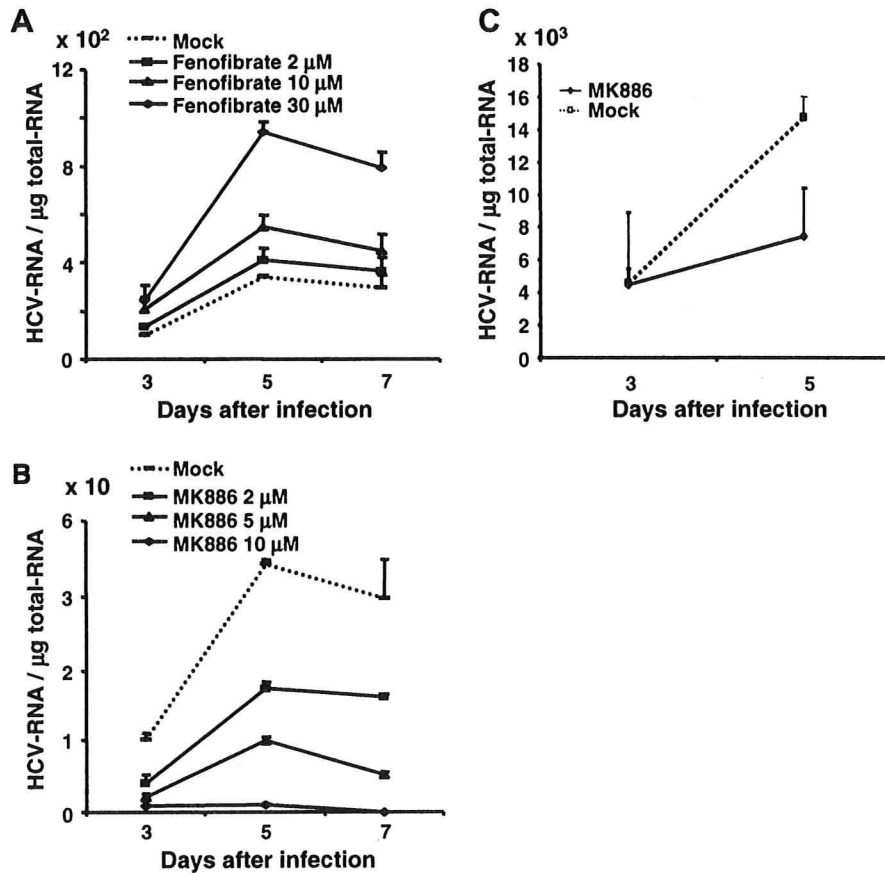 A
x 10²
Mock
Fenofibrate 2 μM
Fenofibrate 10 μM
Fenofibrate 30 μM
HCV-RNA / μg total-RNA
12
8
4
0
3 5 7
Days after infection
C
x 10³
MK886
Mock
HCV-RNA / μg total-RNA
18
16
14
12
10
8
6
4
2
0
3 5
Days after infection
B
x 10
Mock
MK886 2 μM
MK886 5 μM
MK886 10 μM
HCV-RNA / μg total-RNA
6
3
2
1
0
3 5 7
Days after infection